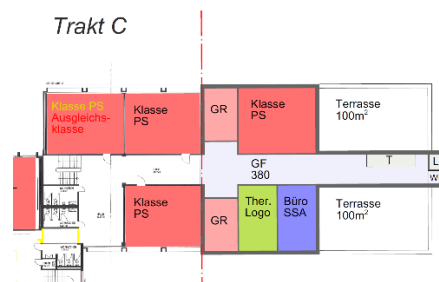 Trakt C
Klasse PS
Ausgleichs-
klasse
Klasse
PS
GR
Klasse
PS
Terrasse
100m²
GF
380
T
L
W
Klasse
PS
GR
Ther.
Logo
Büro
SSA
Terrasse
100m²